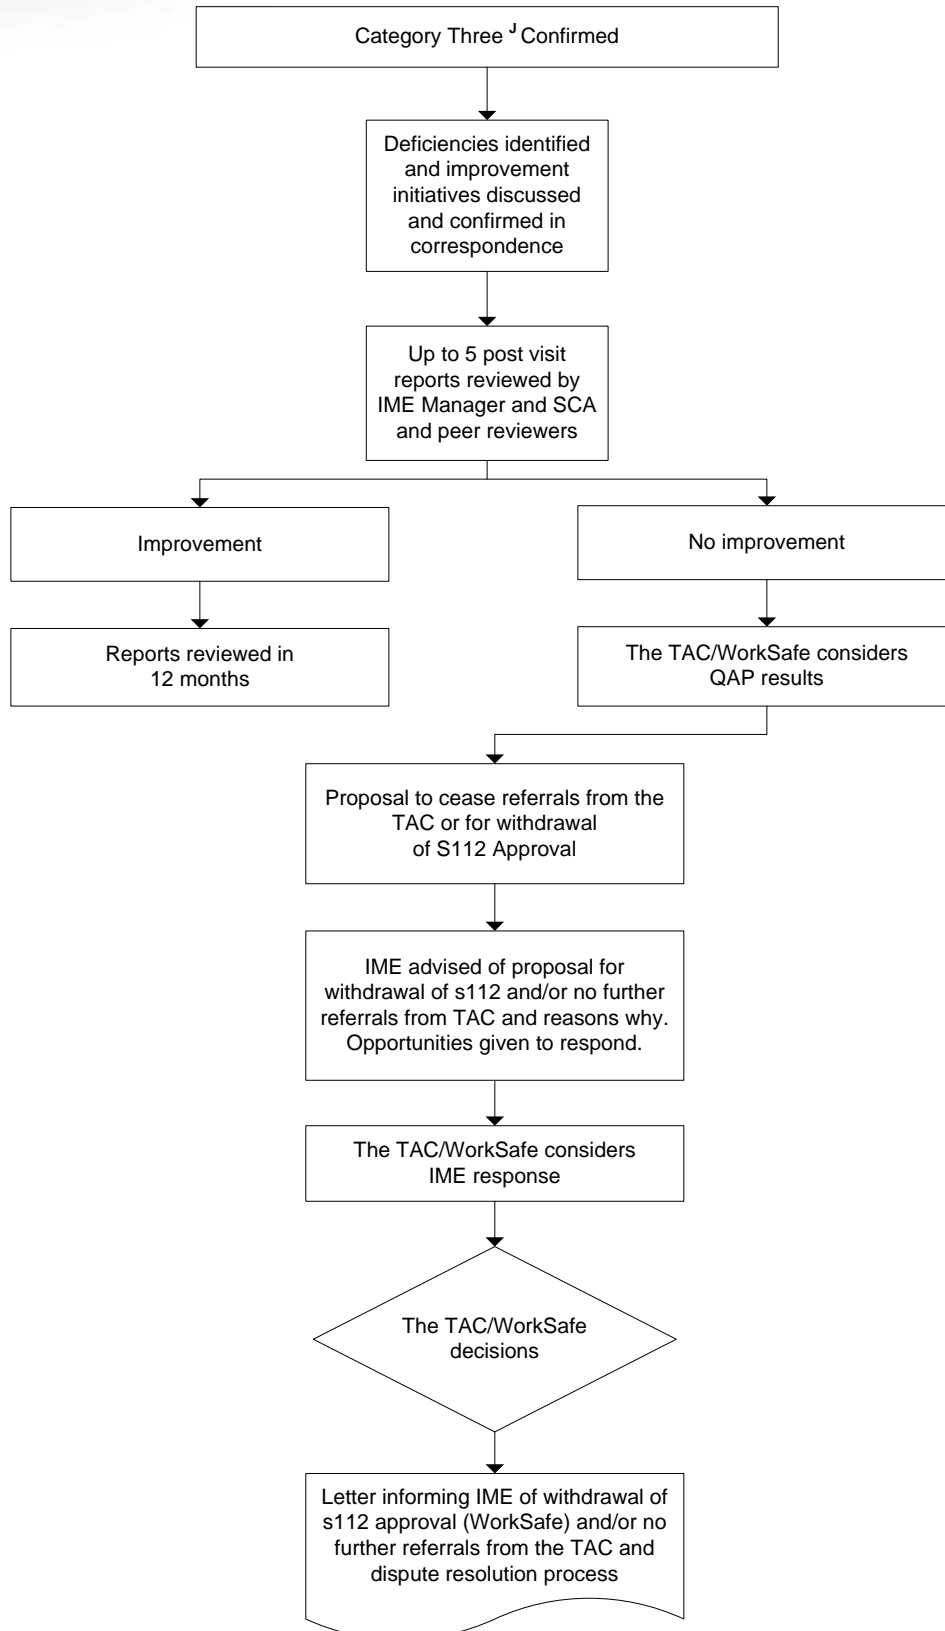 Category Three J Confirmed
Deficiencies identified
and improvement
initiatives discussed
and confirmed in
correspondence
Up to 5 post visit
reports reviewed by
IME Manager and SCA
and peer reviewers
Improvement
No improvement
Reports reviewed in
12 months
The TAC/WorkSafe considers
QAP results
Proposal to cease referrals from the
TAC or for withdrawal
of S112 Approval
IME advised of proposal for
withdrawal of s112 and/or no further
referrals from TAC and reasons why.
Opportunities given to respond.
The TAC/WorkSafe considers
IME response
The TAC/WorkSafe
decisions
Letter informing IME of withdrawal of
s112 approval (WorkSafe) and/or no
further referrals from the TAC and
dispute resolution process